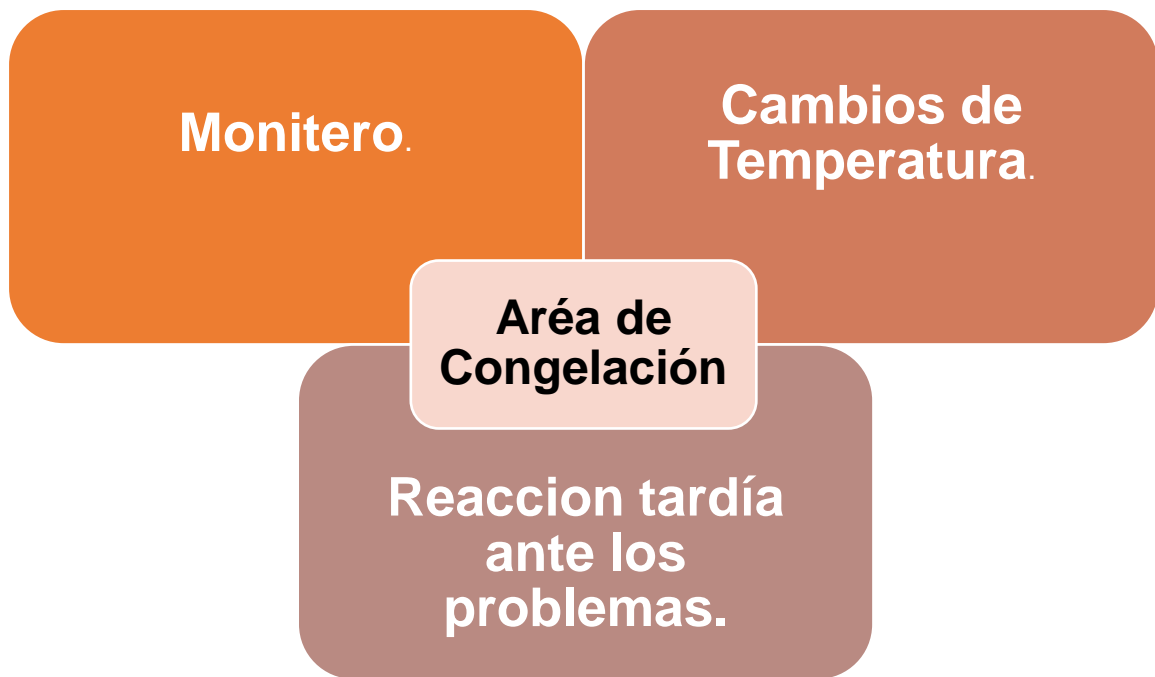 Monitero.
Cambios de
Temperatura.
Aréa de
Congelación
Reaccion tardía
ante los
problemas.